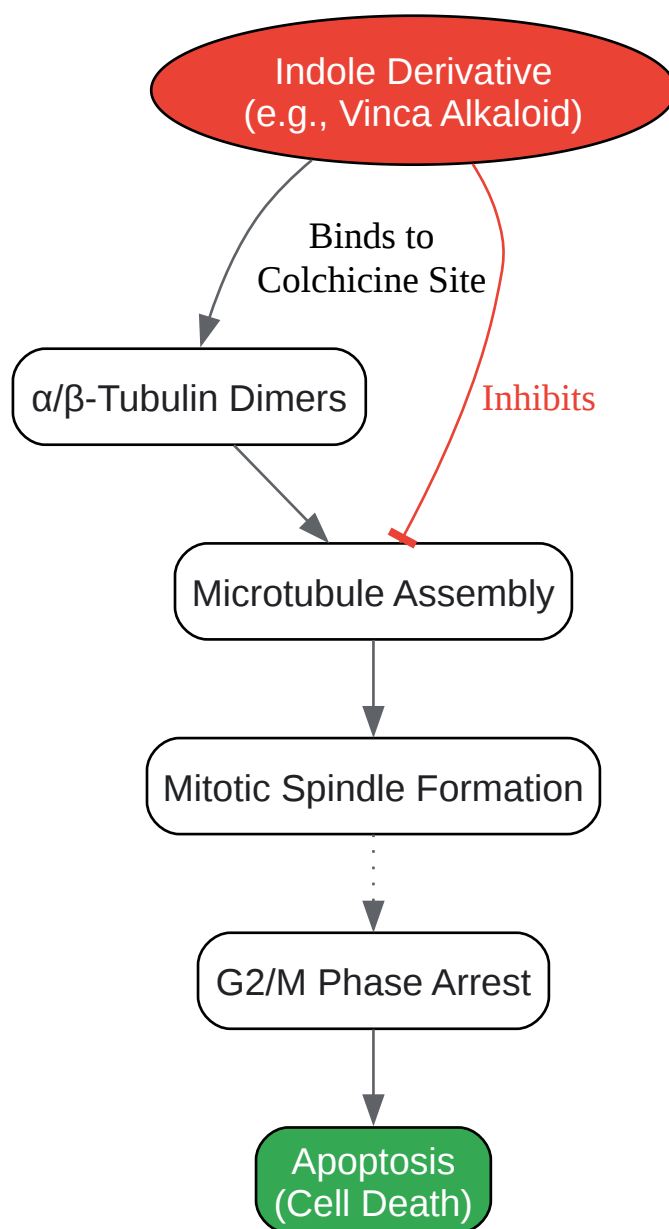 Indole Derivative
(e.g., Vinca Alkaloid)
Binds to
Colchicine Site
α/β-Tubulin Dimers
Inhibits
Microtubule Assembly
Mitotic Spindle Formation
G2/M Phase Arrest
Apoptosis
(Cell Death)